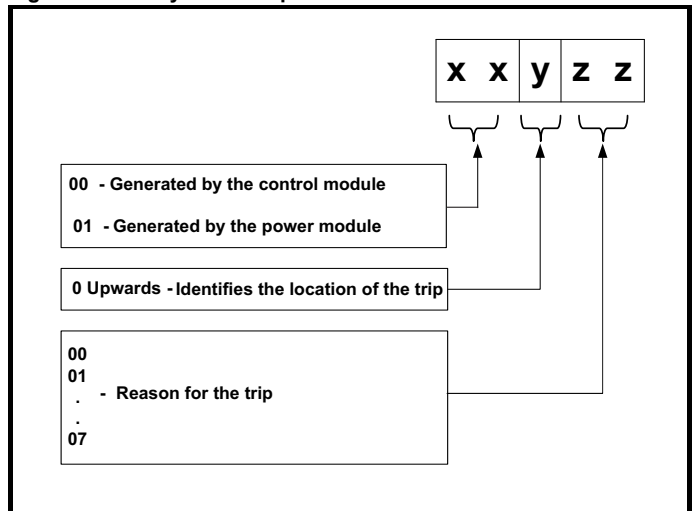 x x y z z
00 - Generated by the control module
01 - Generated by the power module
0 Upwards - Identifies the location of the trip
00
01
.
- Reason for the trip
.
07